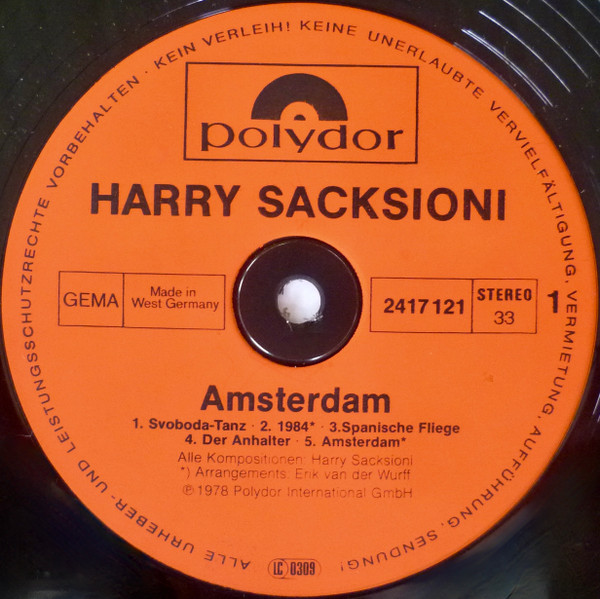 ALLE URHEBER- UND LEISTUNGSSCHUTZRECHTE VORBEHALTEN · KEIN VERLEIH! KEINE UNERLAUBTE VERVIELFÄLTIGUNG, VERMIETUNG, AUFFÜHRUNG, SENDUNG!
polydor
HARRY SACKSIONI
GEMA
Made in
West Germany
2417 121
STEREO
33
1
Amsterdam
1. Svoboda-Tanz · 2. 1984* · 3.Spanische Fliege
4. Der Anhalter · 5. Amsterdam*
Alle Kompositionen: Harry Sacksioni
*) Arrangements: Erik van der Wurff
℗ 1978 Polydor International GmbH
LC 0309